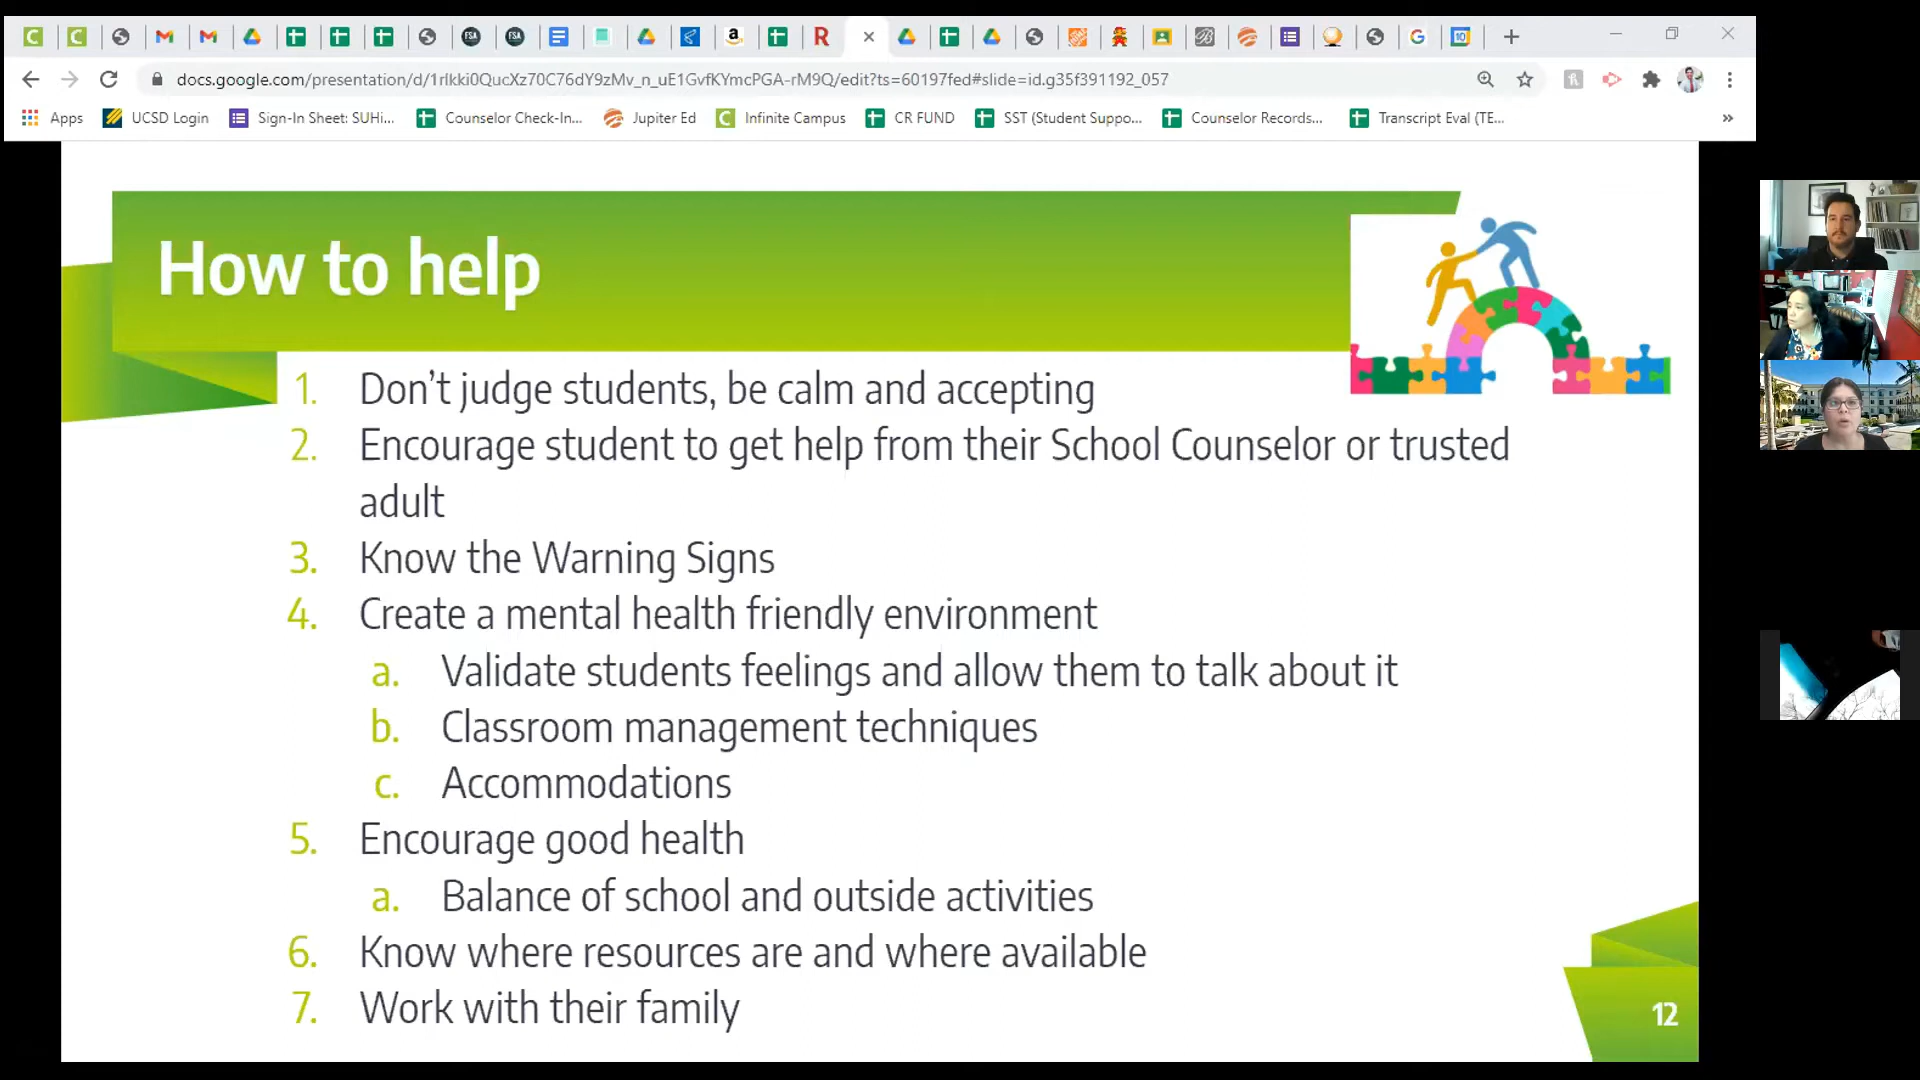 docs.google.com/presentation/d/1rlkki0QucXz70C76dY9zMv_n_uE1GvfKYmcPGA-rM9Q/edit?ts=60197fed#slide=id.g35f391192_057
Apps UCSD Login Sign-In Sheet: SUHi... Counselor Check-In... Jupiter Ed Infinite Campus CR FUND SST (Student Suppo... Counselor Records... Transcript Eval (TE... »
How to help
1. Don't judge students, be calm and accepting
2. Encourage student to get help from their School Counselor or trusted
adult
3. Know the Warning Signs
4. Create a mental health friendly environment
a. Validate students feelings and allow them to talk about it
b. Classroom management techniques
c. Accommodations
5. Encourage good health
a. Balance of school and outside activities
6. Know where resources are and where available
7. Work with their family
12